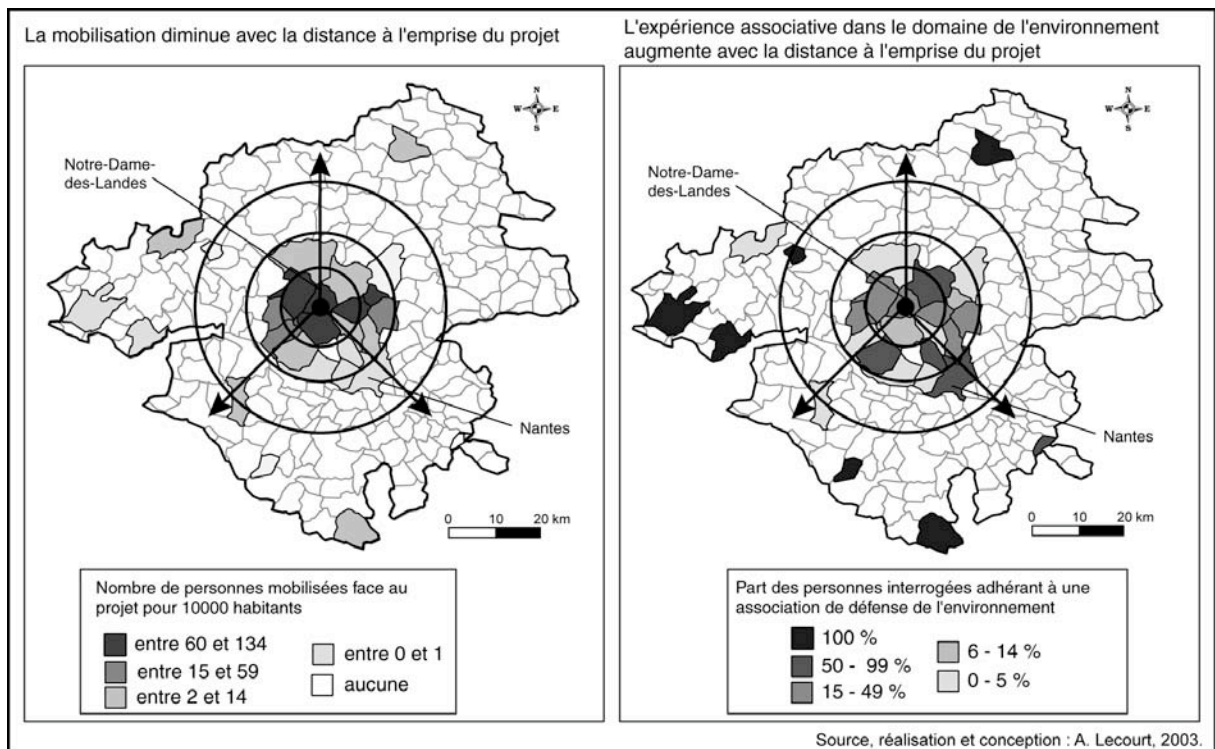 La mobilisation diminue avec la distance à l'emprise du projet
N
W E
S
Notre-Dame-
des-Landes
Nantes
0 10 20 km
Nombre de personnes mobilisées face au
projet pour 10000 habitants
entre 60 et 134
entre 15 et 59
entre 2 et 14
entre 0 et 1
aucune
L'expérience associative dans le domaine de l'environnement
augmente avec la distance à l'emprise du projet
N
W E
S
Notre-Dame-
des-Landes
Nantes
0 10 20 km
Part des personnes interrogées adhérant à une
association de défense de l'environnement
100 %
50 - 99 %
15 - 49 %
6 - 14 %
0 - 5 %
Source, réalisation et conception : A. Lecourt, 2003.